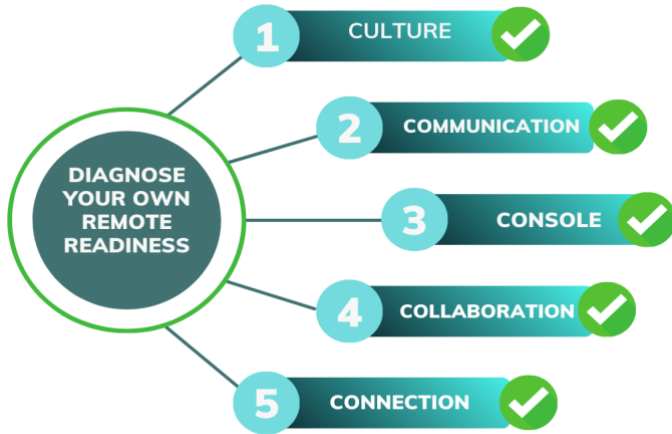 DIAGNOSE
YOUR OWN
REMOTE
READINESS
1 CULTURE
2 COMMUNICATION
3 CONSOLE
4 COLLABORATION
5 CONNECTION